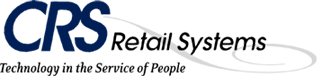 CRS Retail Systems
Technology in the Service of People